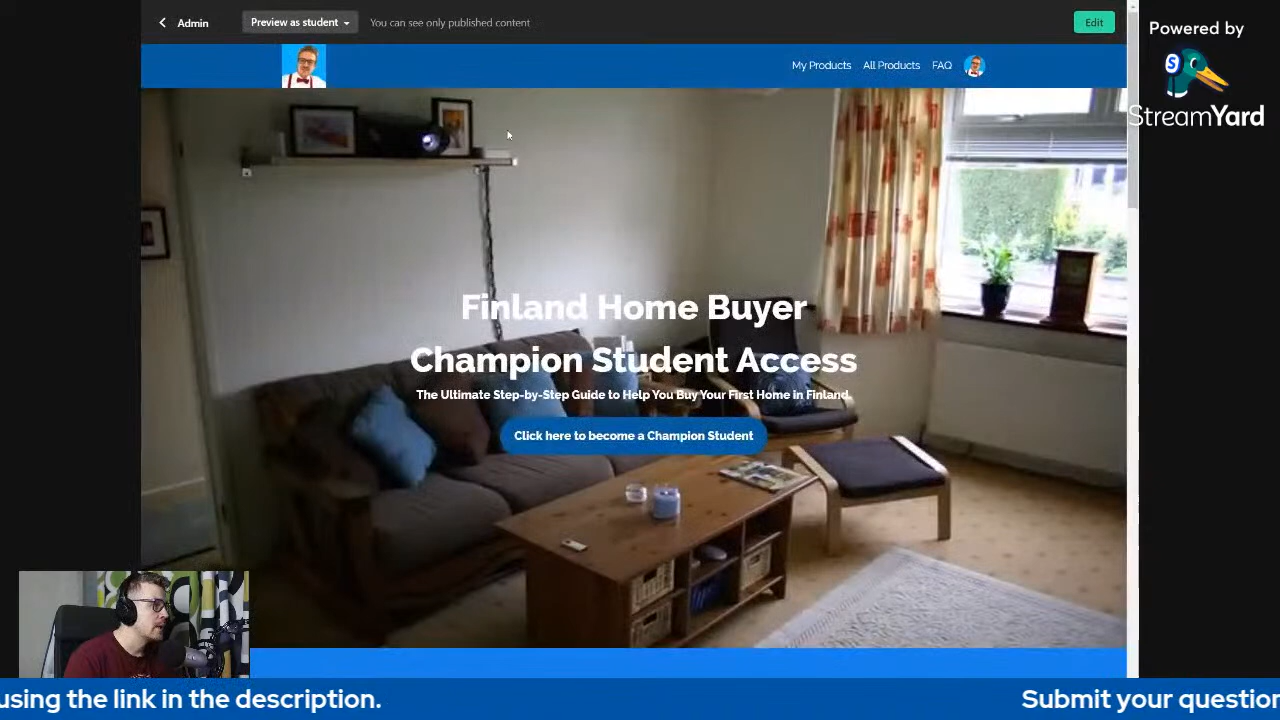 Admin
Preview as student
You can see only published content
Edit
Powered by
StreamYard
My Products
All Products
FAQ
Finland Home Buyer
Champion Student Access
The Ultimate Step-by-Step Guide to Help You Buy Your First Home in Finland.
Click here to become a Champion Student
using the link in the description.
Submit your question